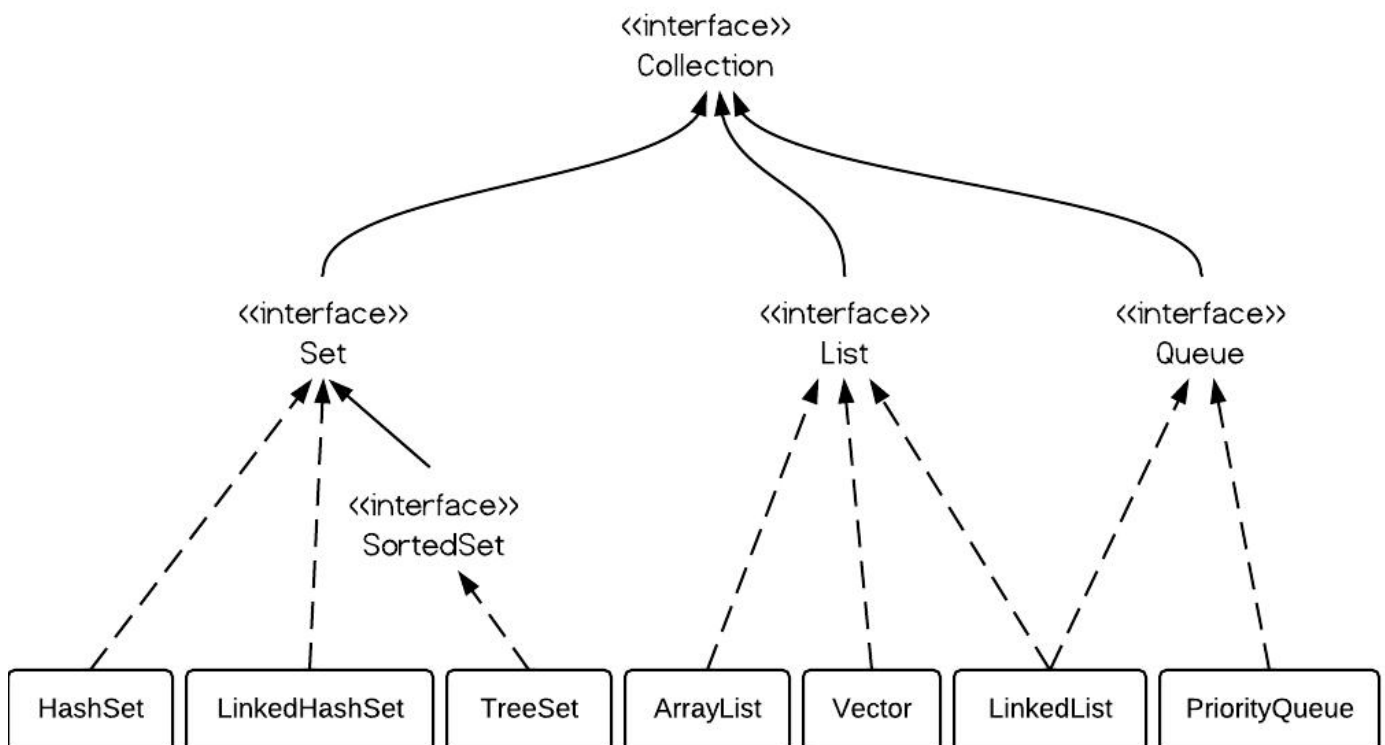 <<interface>>
Collection
<<interface>>
Set
<<interface>>
List
<<interface>>
Queue
<<interface>>
SortedSet
HashSet
LinkedHashSet
TreeSet
ArrayList
Vector
LinkedList
PriorityQueue